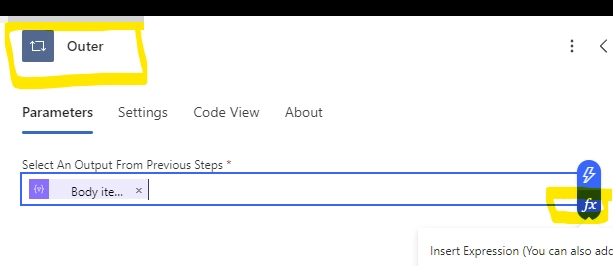 Outer
Parameters Settings Code View About
Select An Output From Previous Steps *
{v} Body ite... ×
fx
Insert Expression (You can also add